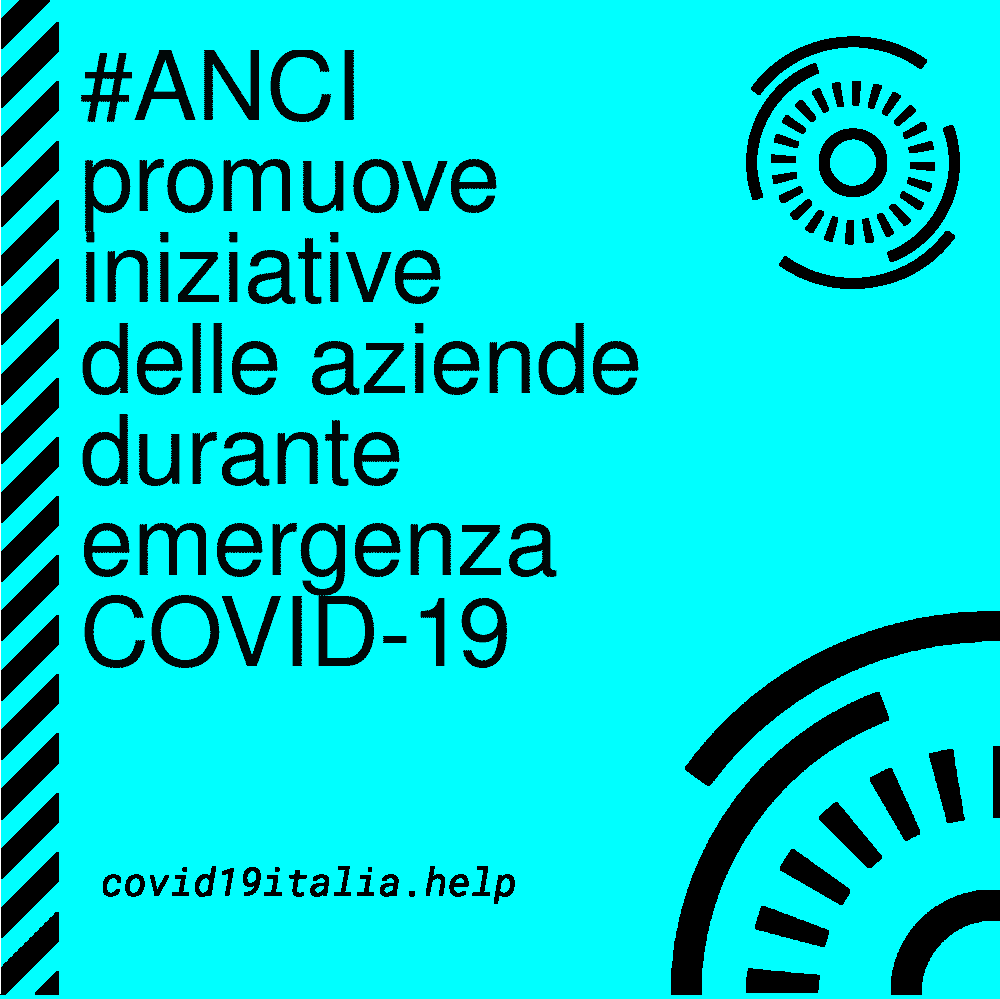 #ANCI
promuove
iniziative
delle aziende
durante
emergenza
COVID-19
covid19italia.help